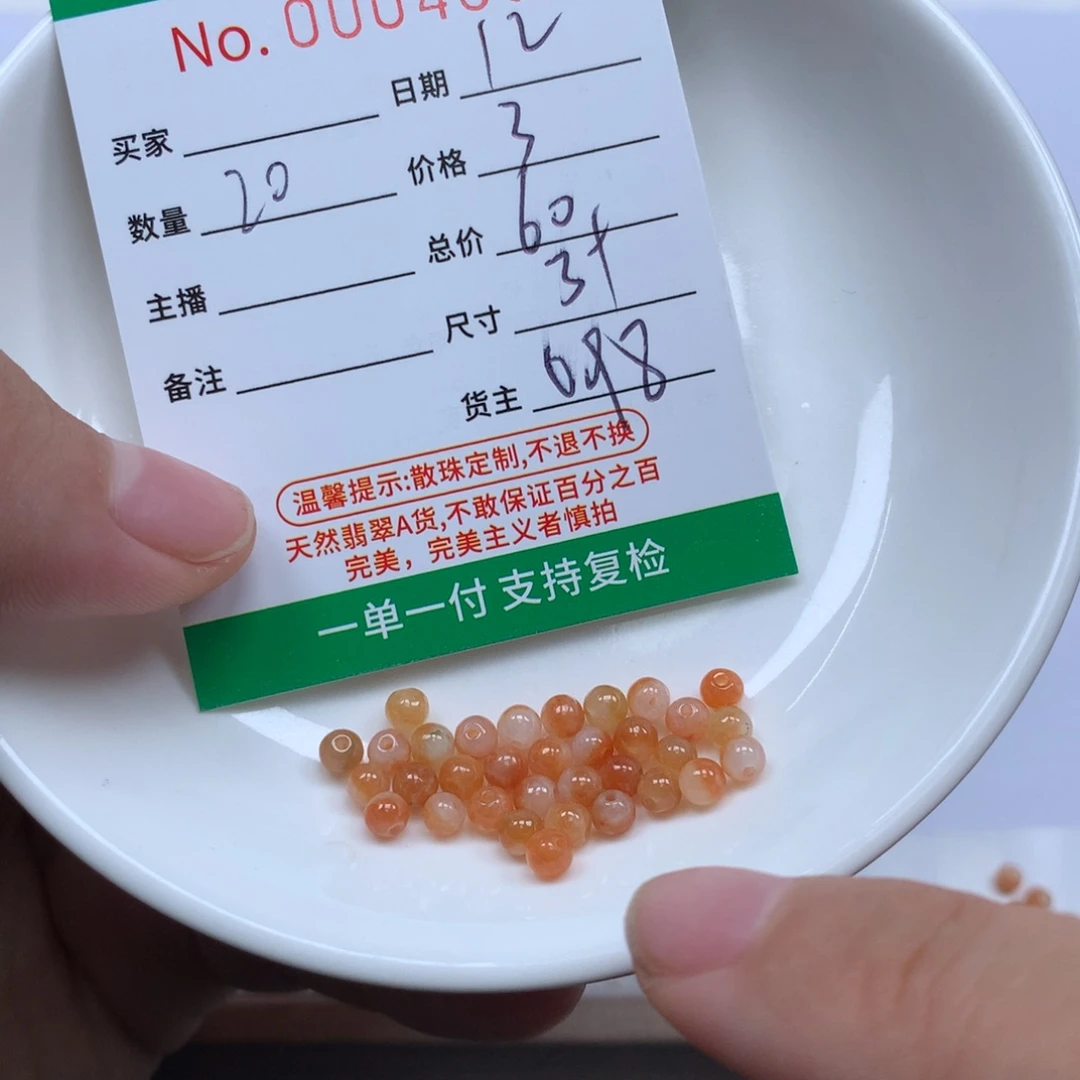 No. 00040
买家 日期 12
数量 20 价格 3
主播 总价 60
备注 尺寸 3+
货主 698
温馨提示:散珠定制,不退不换
天然翡翠A货,不敢保证百分之百
完美，完美主义者慎拍
一单一付 支持复检